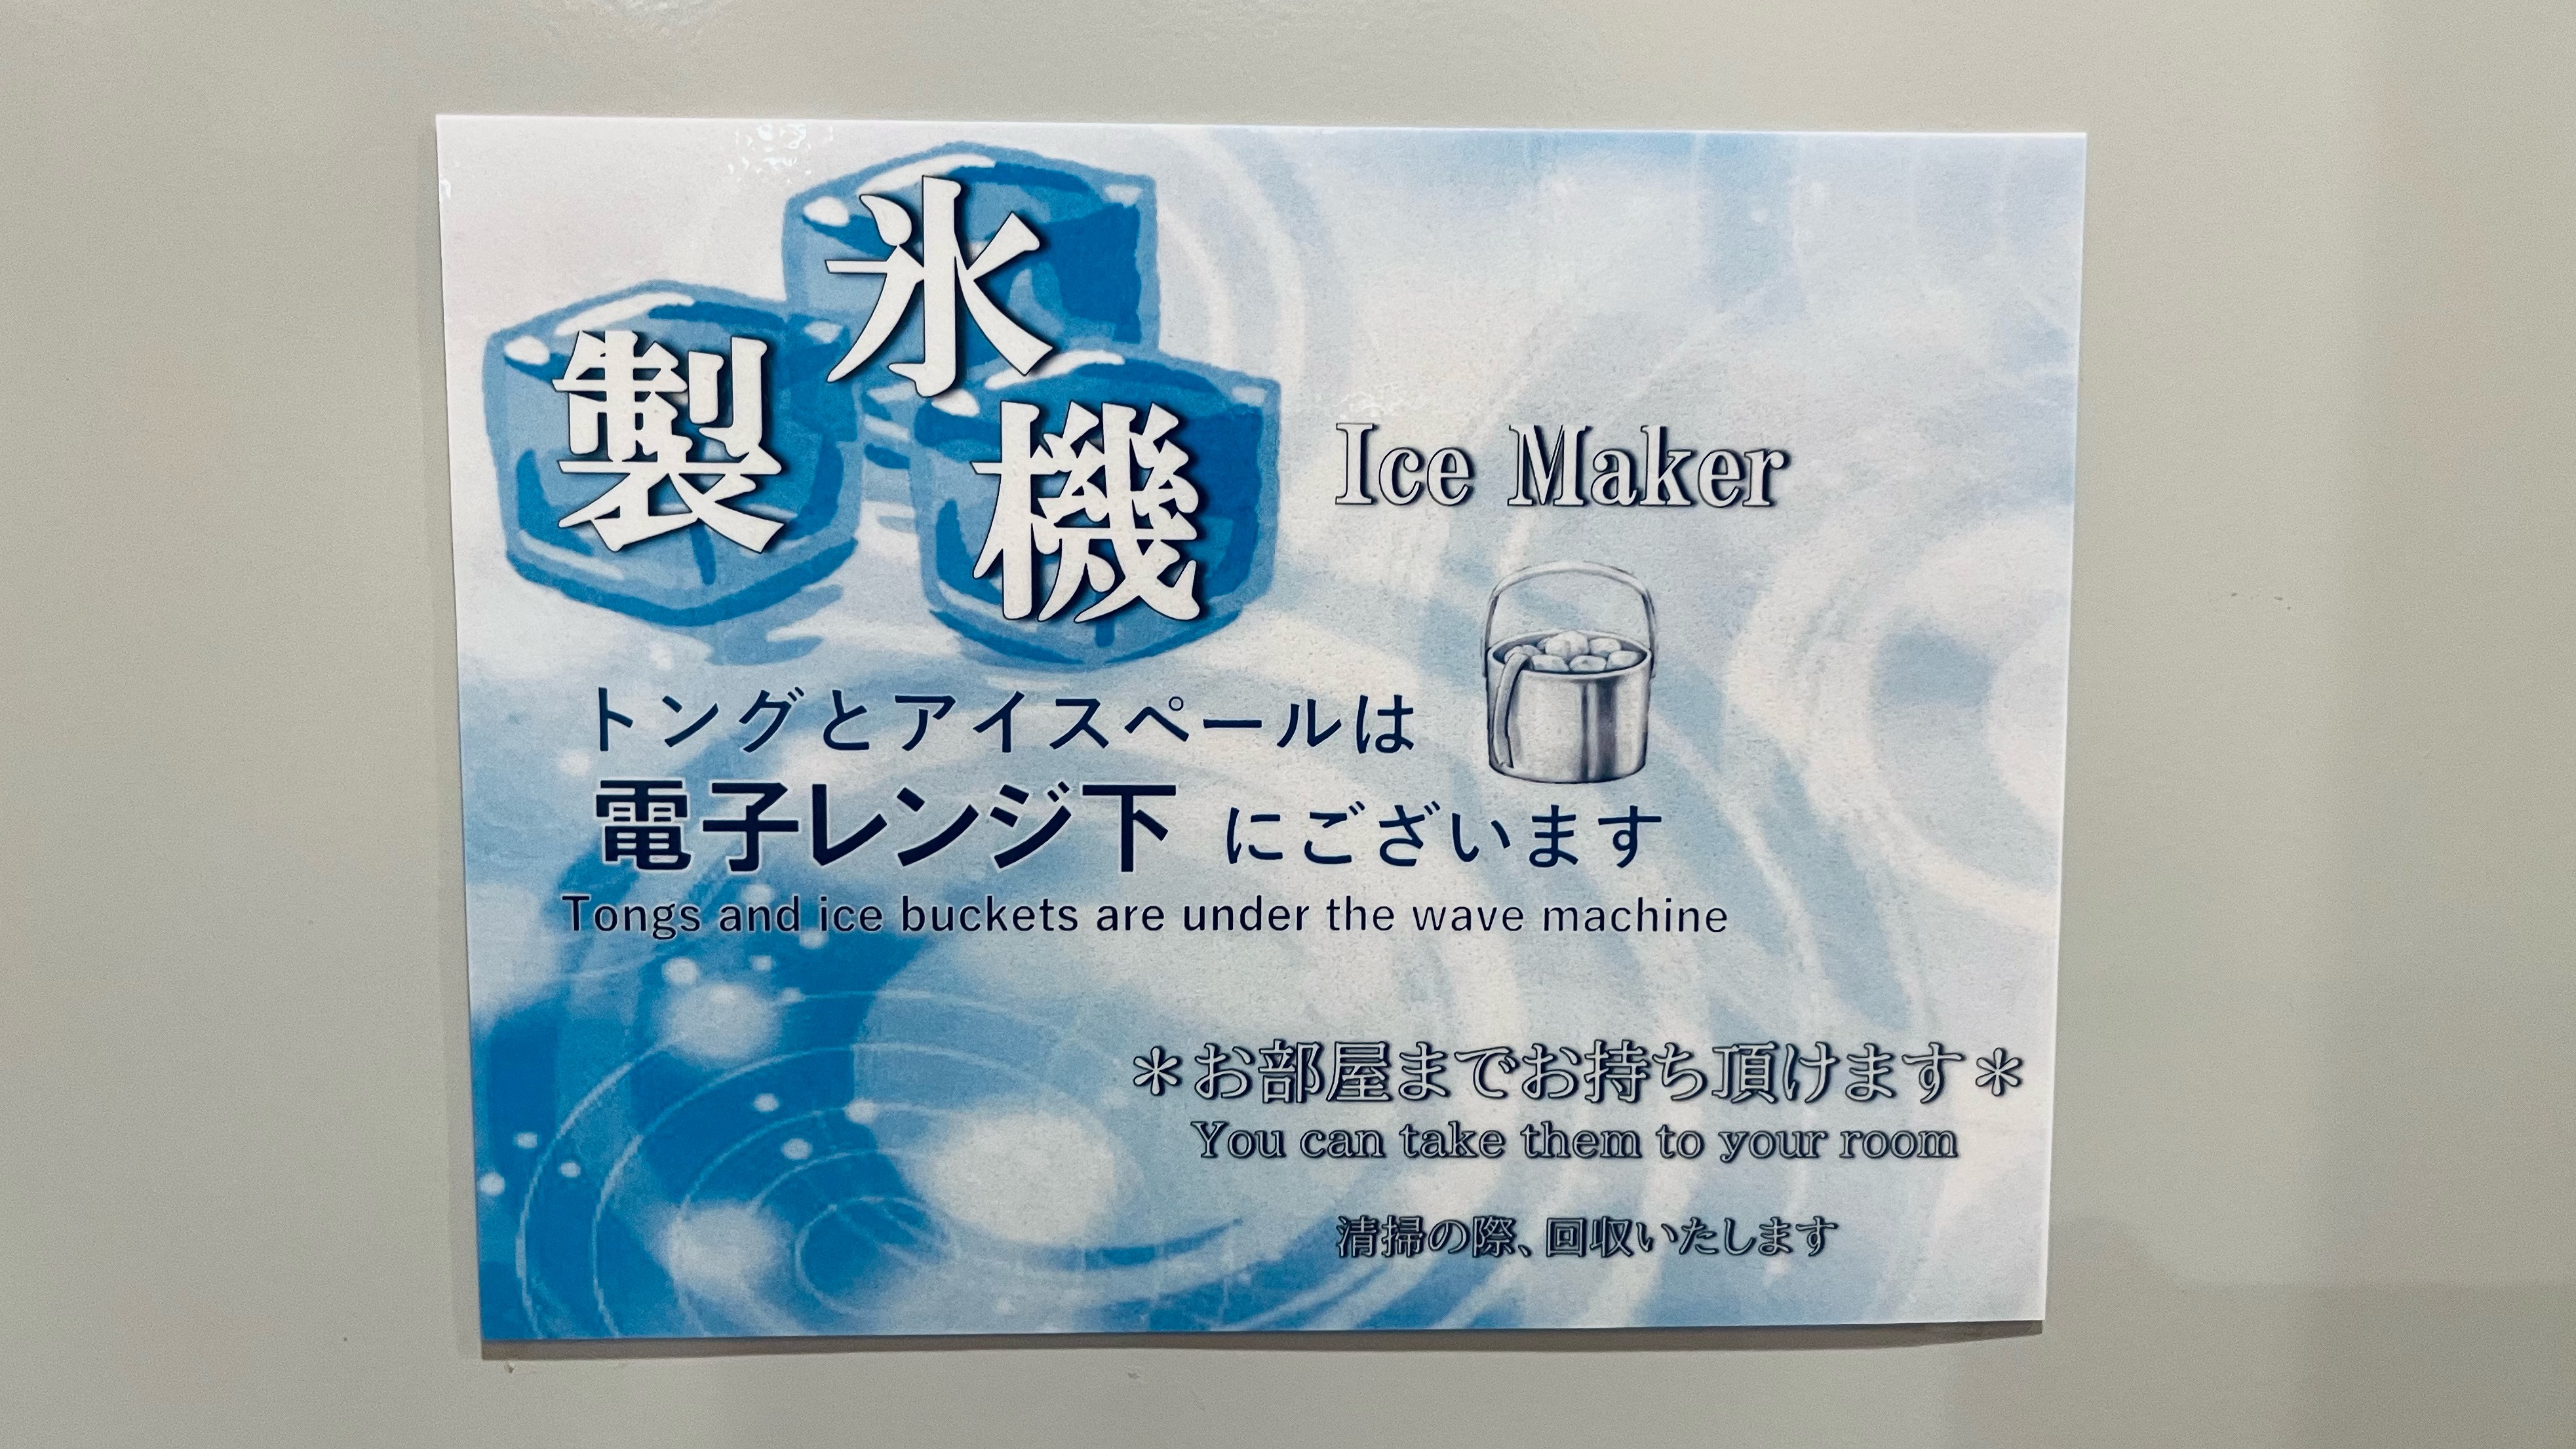 製氷機
Ice Maker
トングとアイスペールは
電子レンジ下 にございます
Tongs and ice buckets are under the wave machine
＊お部屋までお持ち頂けます＊
You can take them to your room
清掃の際、回収いたします